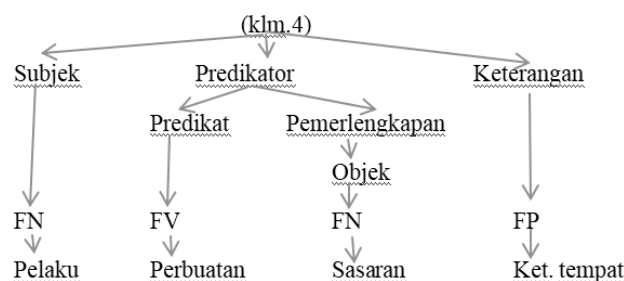 (klm.4)
Subjek Predikator Keterangan
Predikat Pemerlengkapan
Objek
FN FV FN FP
Pelaku Perbuatan Sasaran Ket. tempat